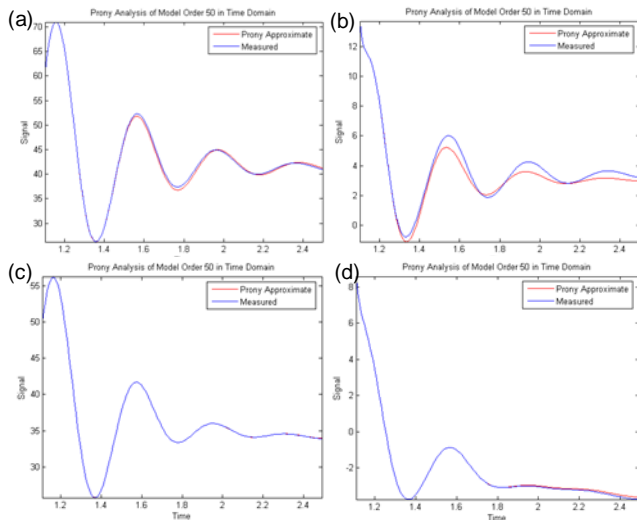 (a)
Prony Analysis of Model Order 50 in Time Domain
Prony Approximate
Measured
Signal
70
65
60
55
50
45
40
35
30
1.2
1.4
1.6
1.8
2
2.2
2.4
(b)
Prony Analysis of Model Order 50 in Time Domain
Prony Approximate
Measured
Signal
12
10
8
6
4
2
0
1.2
1.4
1.6
1.8
2
2.2
2.4
(c)
Prony Analysis of Model Order 50 in Time Domain
Prony Approximate
Measured
Signal
55
50
45
40
35
30
1.2
1.4
1.6
1.8
2
2.2
2.4
Time
(d)
Prony Analysis of Model Order 50 in Time Domain
Prony Approximate
Measured
Signal
8
6
4
2
0
-2
1.2
1.4
1.6
1.8
2
2.2
2.4
Time